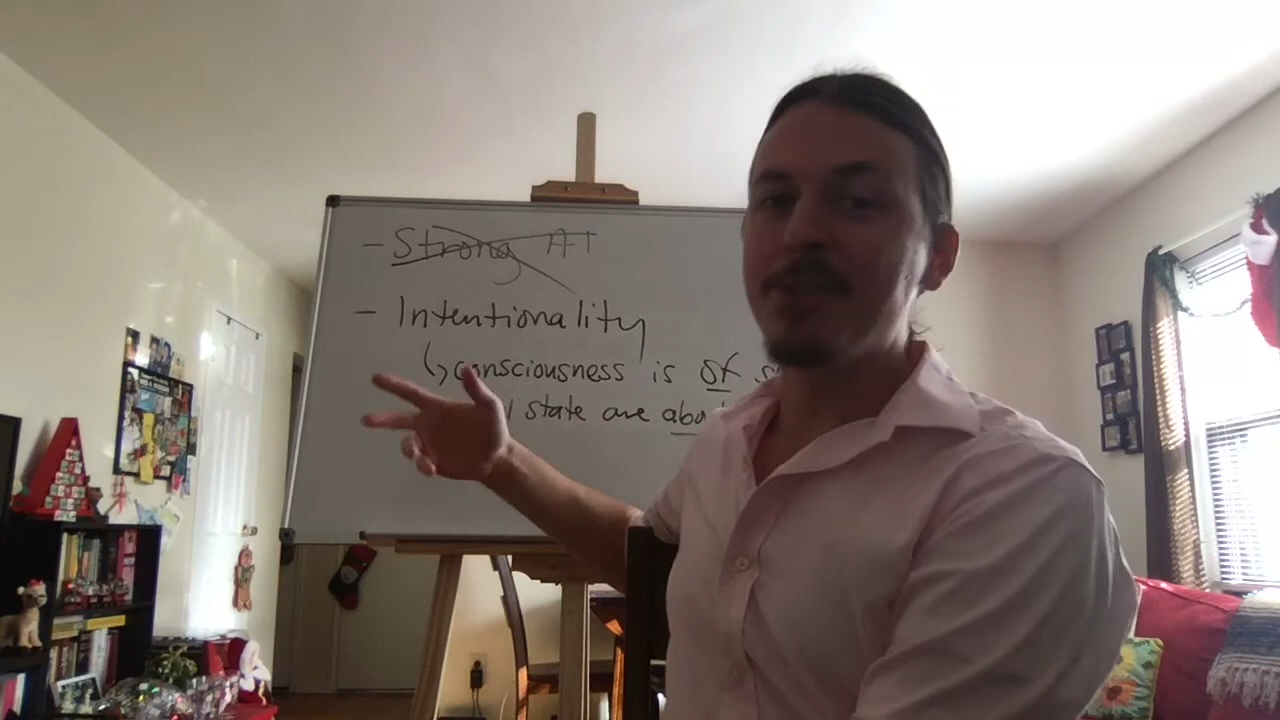 - Strong AI
- Intentionality
↳ consciousness is of
state are